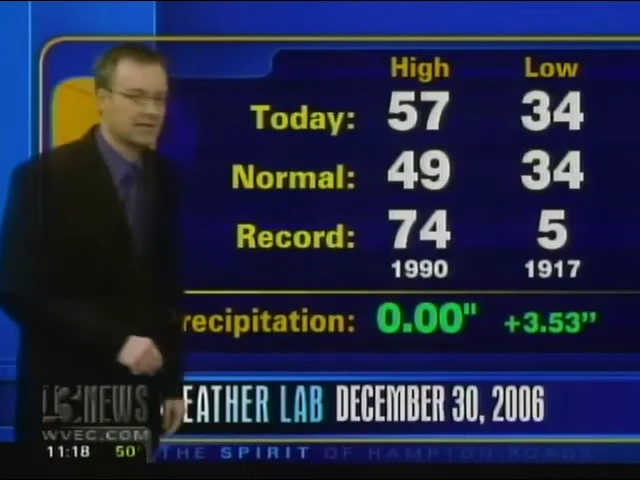 High Low
Today: 57 34
Normal: 49 34
Record: 74 5
1990 1917
recipitation: 0.00" +3.53"
EATHER LAB DECEMBER 30, 2006
13NEWS
WVEC.COM
11:18 50° THE SPIRIT OF HAMPTON ROADS